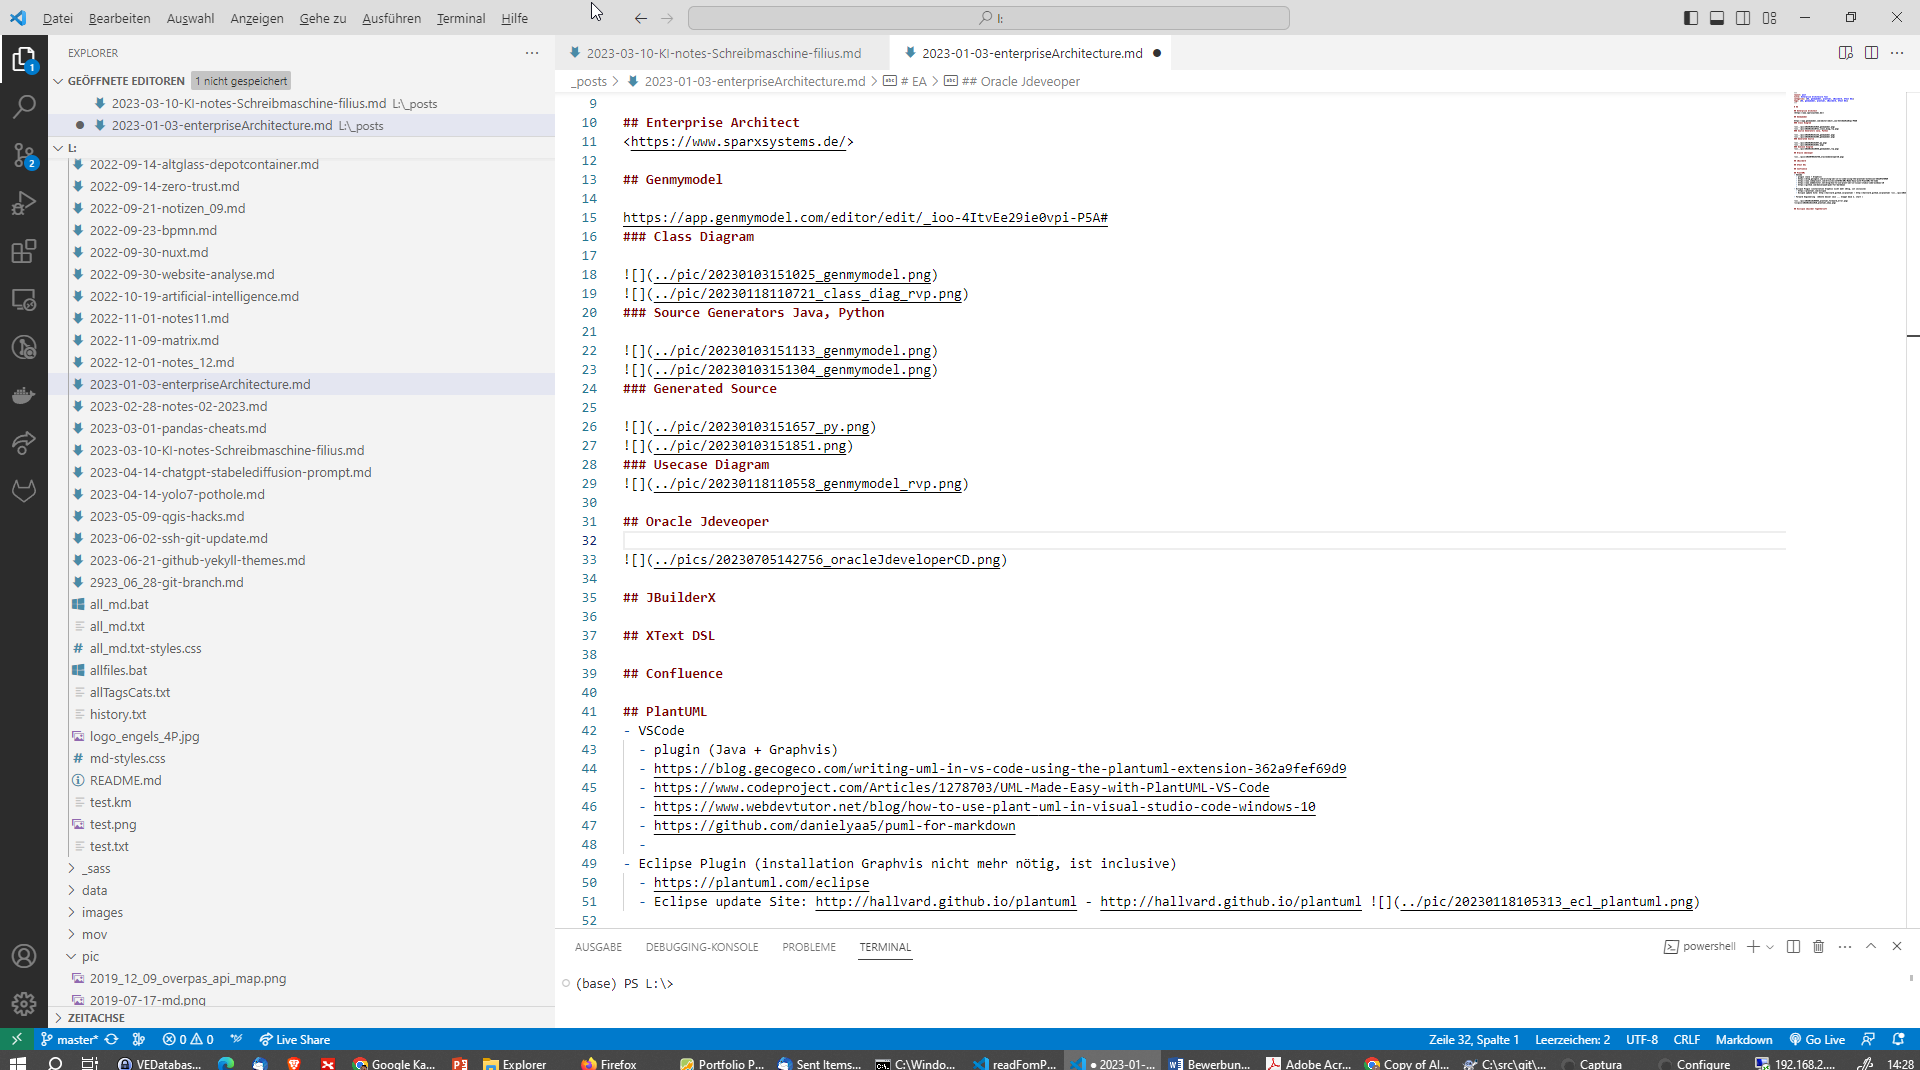 Datei Bearbeiten Auswahl Anzeigen Gehe zu Ausführen Terminal Hilfe
l:
EXPLORER
GEÖFFNETE EDITOREN 1 nicht gespeichert
2023-03-10-KI-notes-Schreibmaschine-filius.md L:\_posts
2023-01-03-enterpriseArchitecture.md L:\_posts
L:
2022-09-14-altglass-depotcontainer.md
2022-09-14-zero-trust.md
2022-09-21-notizen_09.md
2022-09-23-bpmn.md
2022-09-30-nuxt.md
2022-09-30-website-analyse.md
2022-10-19-artificial-intelligence.md
2022-11-01-notes11.md
2022-11-09-matrix.md
2022-12-01-notes_12.md
2023-01-03-enterpriseArchitecture.md
2023-02-28-notes-02-2023.md
2023-03-01-pandas-cheats.md
2023-03-10-KI-notes-Schreibmaschine-filius.md
2023-04-14-chatgpt-stabelediffusion-prompt.md
2023-04-14-yolo7-pothole.md
2023-05-09-qgis-hacks.md
2023-06-02-ssh-git-update.md
2023-06-21-github-yekyll-themes.md
2923_06_28-git-branch.md
all_md.bat
all_md.txt
all_md.txt-styles.css
allfiles.bat
allTagsCats.txt
history.txt
logo_engels_4P.jpg
md-styles.css
README.md
test.km
test.png
test.txt
_sass
data
images
mov
pic
2019_12_09_overpas_api_map.png
2019-07-17-md.png
ZEITACHSE
2023-03-10-KI-notes-Schreibmaschine-filius.md 2023-01-03-enterpriseArchitecture.md
_posts > 2023-01-03-enterpriseArchitecture.md > # EA > ## Oracle Jdeveoper
9
10 ## Enterprise Architect
11 <https://www.sparxsystems.de/>
12
13 ## Genmymodel
14
15 https://app.genmymodel.com/editor/edit/_ioo-4ItvEe29ie0vpi-P5A#
16 ### Class Diagram
17
18 ![](../pic/20230103151025_genmymodel.png)
19 ![](../pic/20230118110721_class_diag_rvp.png)
20 ### Source Generators Java, Python
21
22 ![](../pic/20230103151133_genmymodel.png)
23 ![](../pic/20230103151304_genmymodel.png)
24 ### Generated Source
25
26 ![](../pic/20230103151657_py.png)
27 ![](../pic/20230103151851.png)
28 ### Usecase Diagram
29 ![](../pic/20230118110558_genmymodel_rvp.png)
30
31 ## Oracle Jdeveoper
32
33 ![](../pics/20230705142756_oracleJdeveloperCD.png)
34
35 ## JBuilderX
36
37 ## XText DSL
38
39 ## Confluence
40
41 ## PlantUML
42 - VSCode
43 - plugin (Java + Graphvis)
44 - https://blog.gecogeco.com/writing-uml-in-vs-code-using-the-plantuml-extension-362a9fef69d9
45 - https://www.codeproject.com/Articles/1278703/UML-Made-Easy-with-PlantUML-VS-Code
46 - https://www.webdevtutor.net/blog/how-to-use-plant-uml-in-visual-studio-code-windows-10
47 - https://github.com/danielyaa5/puml-for-markdown
48 -
49 - Eclipse Plugin (installation Graphvis nicht mehr nötig, ist inclusive)
50 - https://plantuml.com/eclipse
51 - Eclipse update Site: http://hallvard.github.io/plantuml - http://hallvard.github.io/plantuml ![](../pic/20230118105313_ecl_plantuml.png)
52
AUSGABE DEBUGGING-KONSOLE PROBLEME TERMINAL powershell
(base) PS L:\>
master* 0 0 Live Share Zeile 32, Spalte 1 Leerzeichen: 2 UTF-8 CRLF Markdown Go Live
VEDatabas... Google Ka... Explorer Firefox Portfolio P... Sent Items... C:\Windo... readFomP... ● 2023-01-... Bewerbun... Adobe Acr... Copy of Al... C:\src\git\... Captura Configure 192.168.2.... 14:28